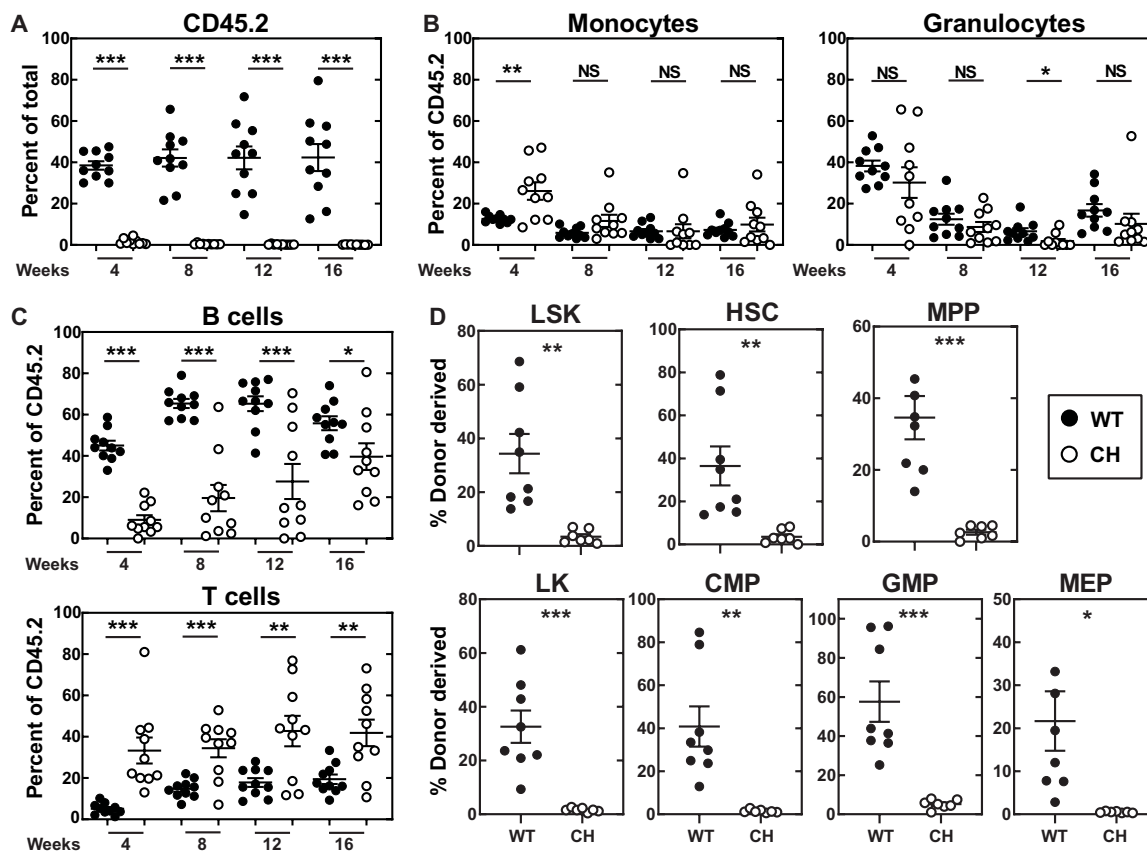 A
CD45.2
Percent of total
100
80
60
40
20
0
*** *** *** ***
Weeks 4 8 12 16
B
Monocytes
Percent of CD45.2
100
80
60
40
20
0
** NS NS NS
4 8 12 16
Granulocytes
100
80
60
40
20
0
NS NS * NS
4 8 12 16
C
B cells
Percent of CD45.2
100
80
60
40
20
0
*** *** *** *
Weeks 4 8 12 16
T cells
Percent of CD45.2
100
80
60
40
20
0
*** *** ** **
Weeks 4 8 12 16
D
LSK
% Donor derived
80
60
40
20
0
**
HSC
100
80
60
40
20
0
**
MPP
60
40
20
0
***
WT
CH
LK
% Donor derived
80
60
40
20
0
***
WT CH
CMP
100
80
60
40
20
0
**
WT CH
GMP
100
80
60
40
20
0
***
WT CH
MEP
50
40
30
20
10
0
*
WT CH